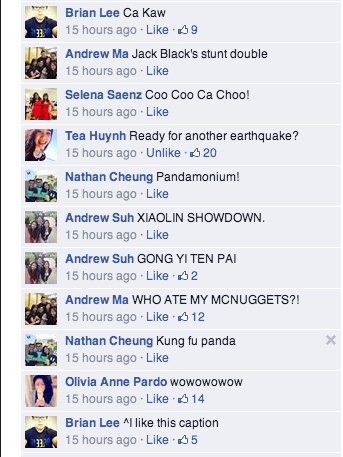 Brian Lee Ca Kaw
15 hours ago · Like · 9
Andrew Ma Jack Black's stunt double
15 hours ago · Like
Selena Saenz Coo Coo Ca Choo!
15 hours ago · Like
Tea Huynh Ready for another earthquake?
15 hours ago · Unlike · 20
Nathan Cheung Pandamonium!
15 hours ago · Like
Andrew Suh XIAOLIN SHOWDOWN.
15 hours ago · Like
Andrew Suh GONG YI TEN PAI
15 hours ago · Like · 2
Andrew Ma WHO ATE MY MCNUGGETS?!
15 hours ago · Like · 12
Nathan Cheung Kung fu panda
15 hours ago · Like
Olivia Anne Pardo wowowowow
15 hours ago · Like · 14
Brian Lee ^I like this caption
15 hours ago · Like · 5